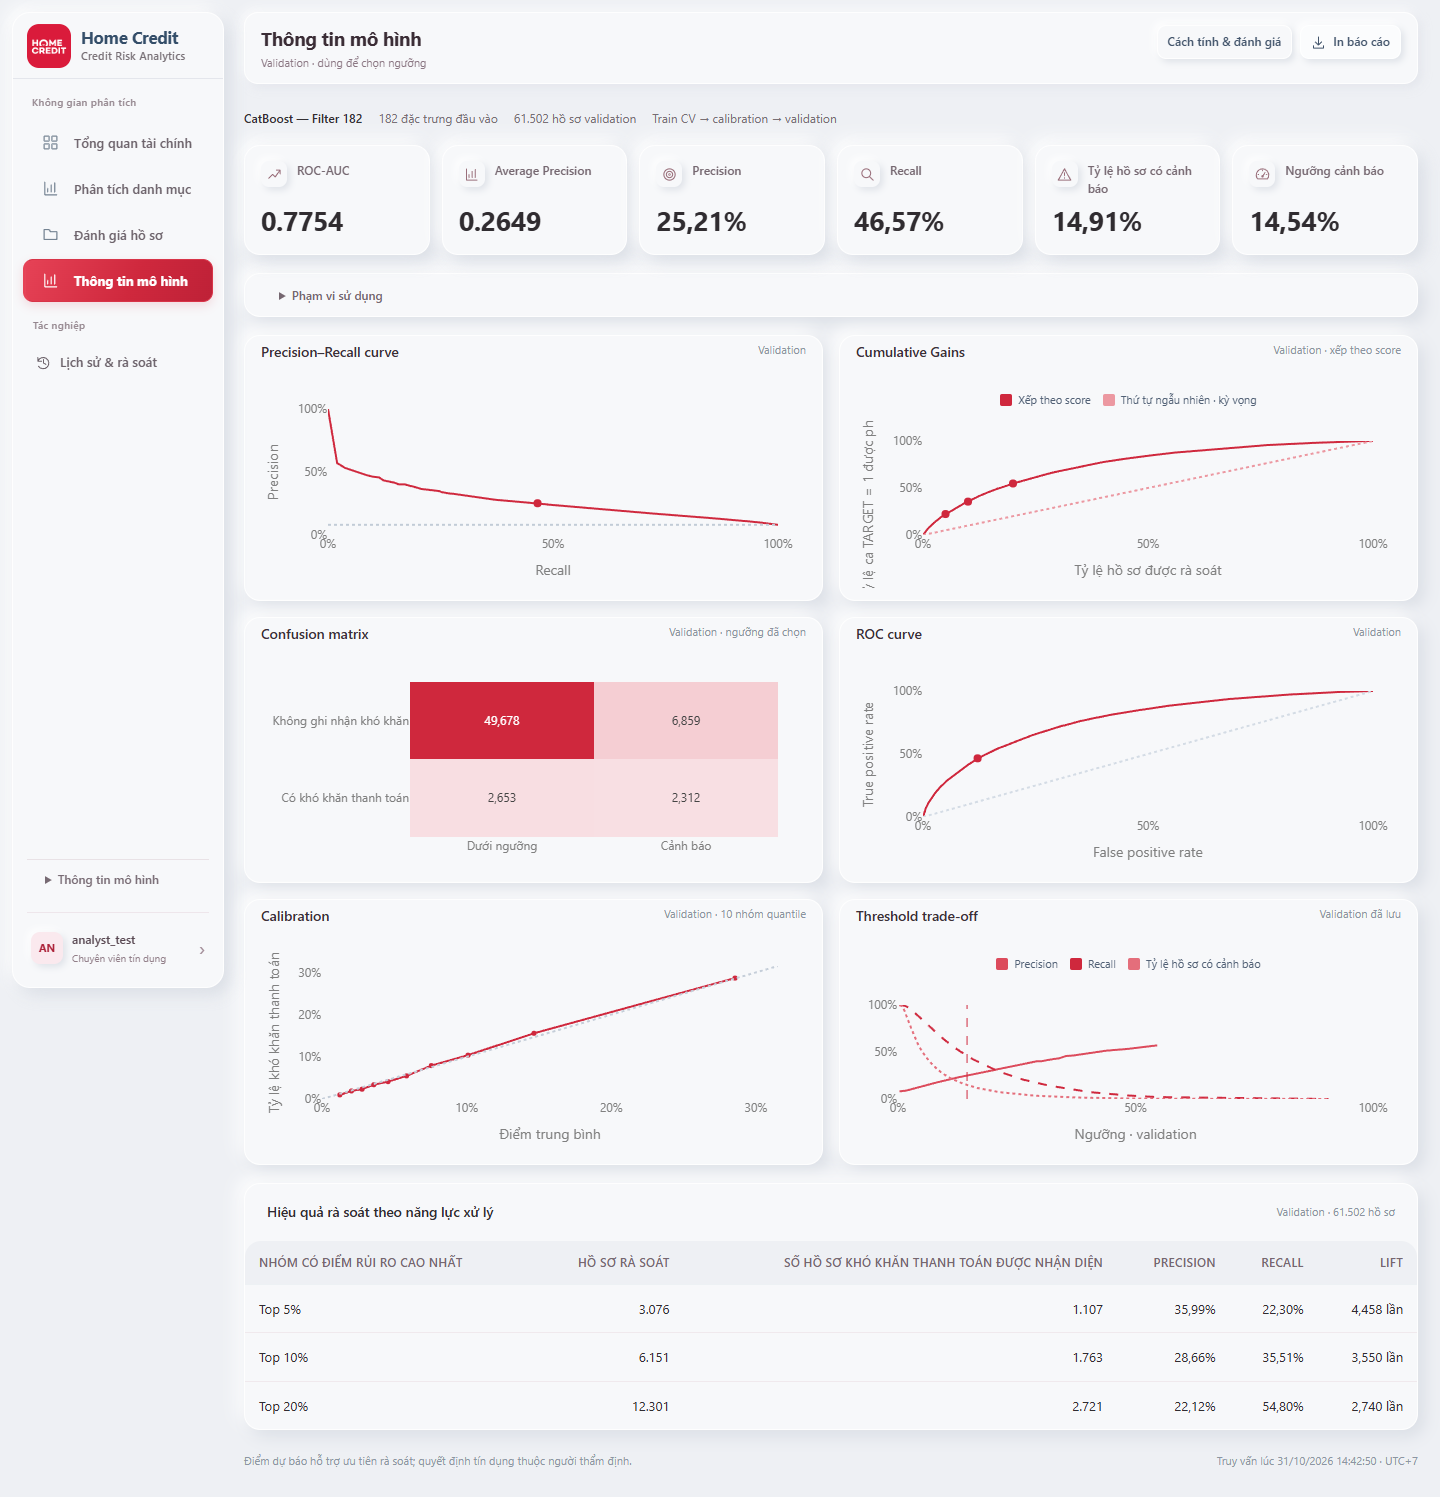 HOME
CREDIT
Home Credit
Credit Risk Analytics
Không gian phân tích
Tổng quan tài chính
Phân tích danh mục
Đánh giá hồ sơ
Thông tin mô hình
Tác nghiệp
Lịch sử & rà soát
▶ Thông tin mô hình
AN
analyst_test
Chuyên viên tín dụng
Thông tin mô hình
Validation · dùng để chọn ngưỡng
Cách tính & đánh giá
In báo cáo
CatBoost — Filter 182 182 đặc trưng đầu vào 61.502 hồ sơ validation Train CV → calibration → validation
ROC-AUC
0.7754
Average Precision
0.2649
Precision
25,21%
Recall
46,57%
Tỷ lệ hồ sơ có cảnh
báo
14,91%
Ngưỡng cảnh báo
14,54%
▶ Phạm vi sử dụng
Precision–Recall curve
Validation
100%
50%
0%
Precision
0% 50% 100%
Recall
Cumulative Gains
Validation · xếp theo score
Xếp theo score Thứ tự ngẫu nhiên · kỳ vọng
100%
50%
0%
lệ ca TARGET = 1 được ph
0% 50% 100%
Tỷ lệ hồ sơ được rà soát
Confusion matrix
Validation · ngưỡng đã chọn
Không ghi nhận khó khăn 49,678 6,859
Có khó khăn thanh toán 2,653 2,312
Dưới ngưỡng Cảnh báo
ROC curve
Validation
100%
50%
0%
True positive rate
0% 50% 100%
False positive rate
Calibration
Validation · 10 nhóm quantile
30%
20%
10%
0%
Tỷ lệ khó khăn thanh toán
0% 10% 20% 30%
Điểm trung bình
Threshold trade-off
Validation đã lưu
Precision Recall Tỷ lệ hồ sơ có cảnh báo
100%
50%
0%
0% 50% 100%
Ngưỡng · validation
Hiệu quả rà soát theo năng lực xử lý
Validation · 61.502 hồ sơ
NHÓM CÓ ĐIỂM RỦI RO CAO NHẤT HỒ SƠ RÀ SOÁT SỐ HỒ SƠ KHÓ KHĂN THANH TOÁN ĐƯỢC NHẬN DIỆN PRECISION RECALL LIFT
Top 5% 3.076 1.107 35,99% 22,30% 4,458 lần
Top 10% 6.151 1.763 28,66% 35,51% 3,550 lần
Top 20% 12.301 2.721 22,12% 54,80% 2,740 lần
Điểm dự báo hỗ trợ ưu tiên rà soát; quyết định tín dụng thuộc người thẩm định.
Truy vấn lúc 31/10/2026 14:42:50 · UTC+7